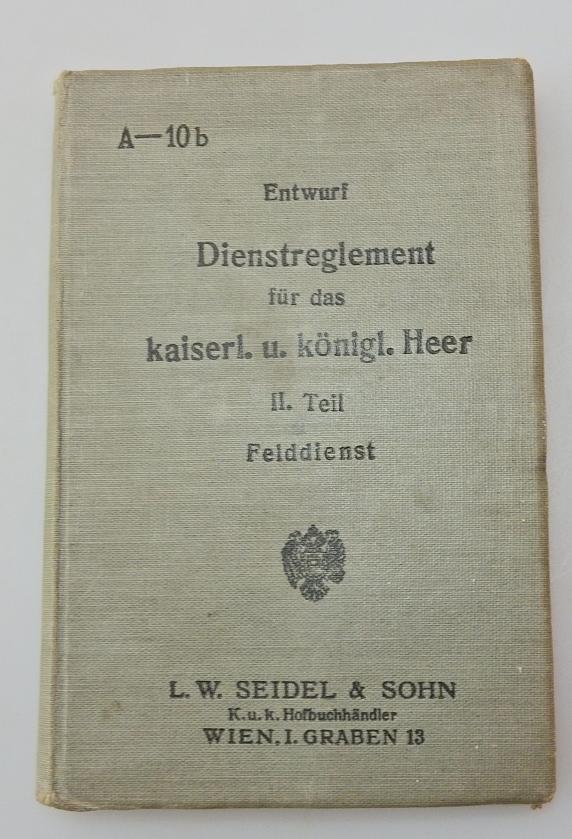 A—10b
Entwurf
Dienstreglement
für das
kaiserl. u. königl. Heer
II. Teil
Felddienst
L. W. SEIDEL & SOHN
K. u. k. Hofbuchhändler
WIEN, I. GRABEN 13